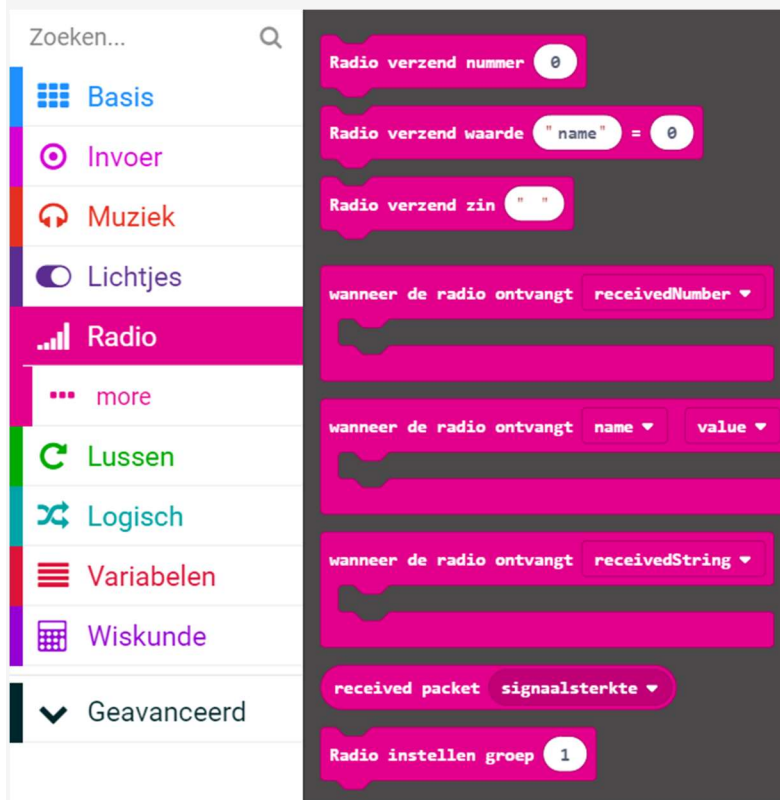 Zoeken...
Basis
Invoer
Muziek
Lichtjes
Radio
more
Lussen
Logisch
Variabelen
Wiskunde
Geavanceerd
Radio verzend nummer 0
Radio verzend waarde "name" = 0
Radio verzend zin " "
wanneer de radio ontvangt receivedNumber
wanneer de radio ontvangt name value
wanneer de radio ontvangt receivedString
received packet signaalsterkte
Radio instellen groep 1